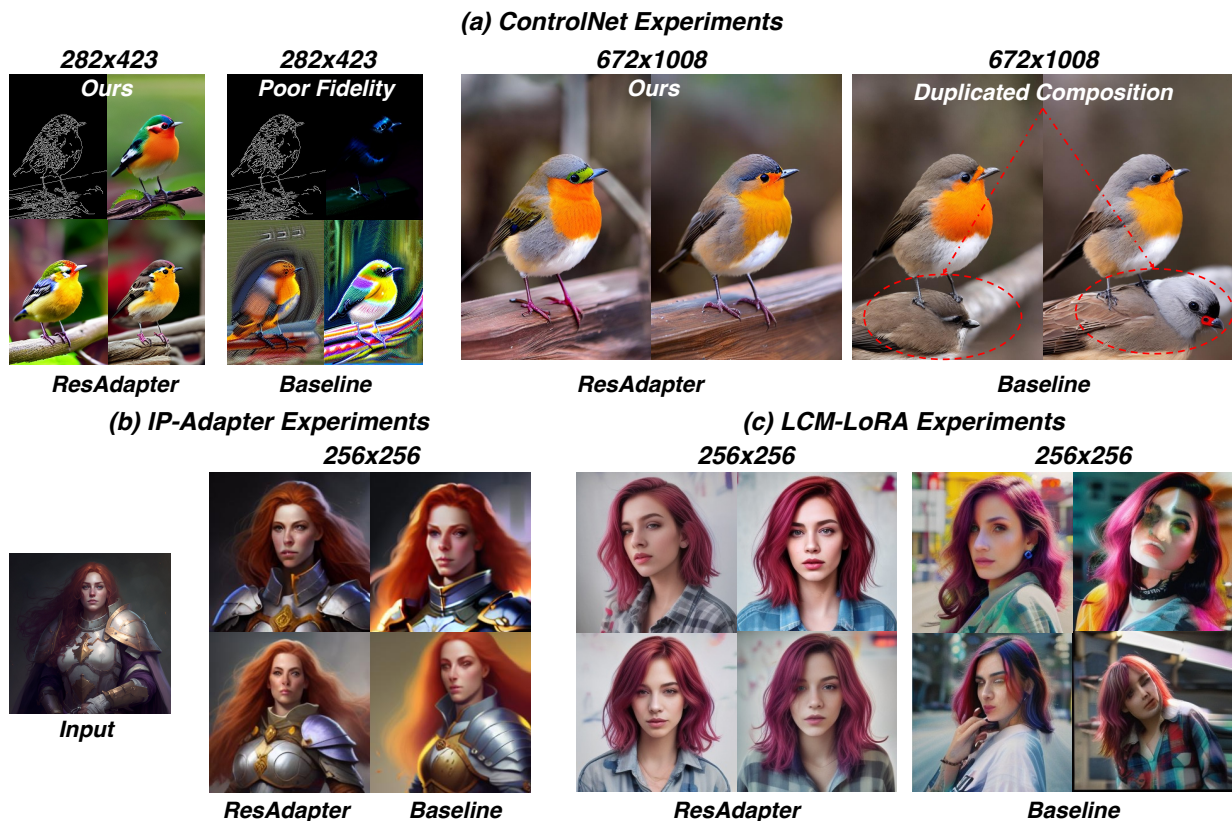 (a) ControlNet Experiments
282x423
282x423
672x1008
672x1008
Ours
Poor Fidelity
Ours
Duplicated Composition
ResAdapter
Baseline
ResAdapter
Baseline
(b) IP-Adapter Experiments
(c) LCM-LoRA Experiments
256x256
256x256
256x256
Input
ResAdapter
Baseline
ResAdapter
Baseline